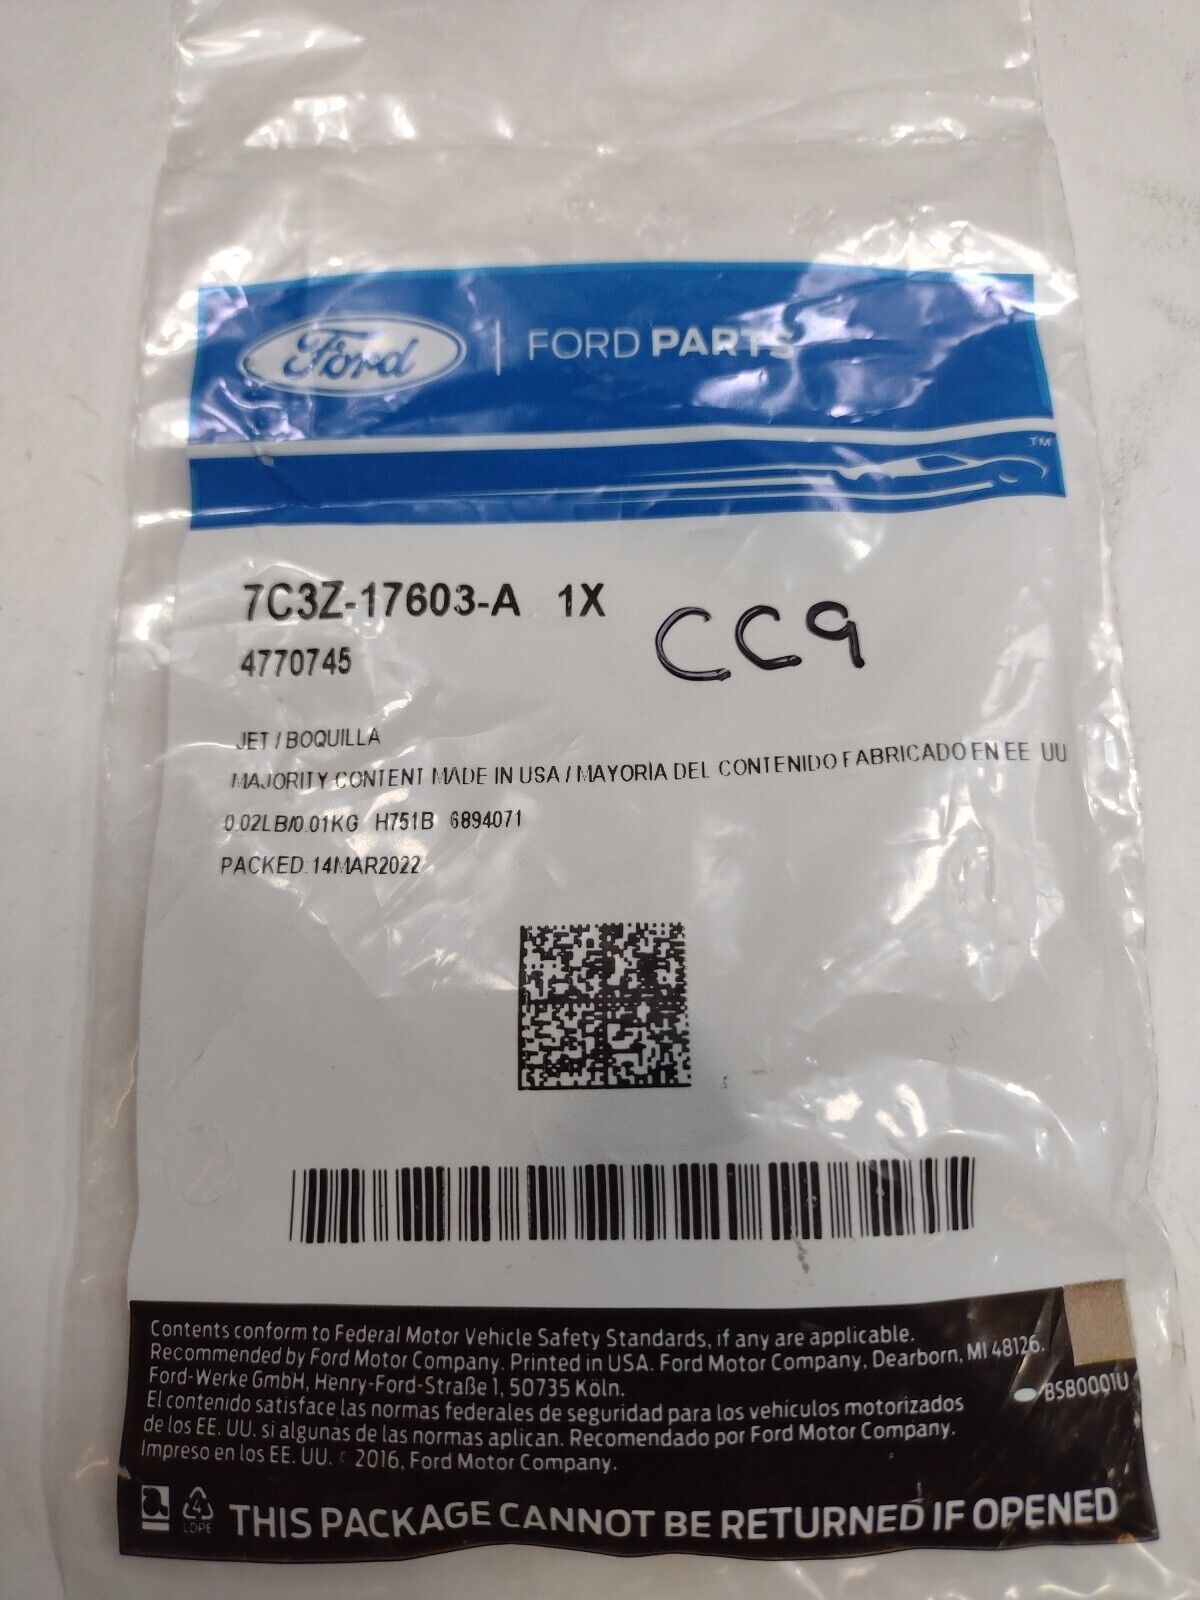 Ford | FORD PARTS
TM
7C3Z-17603-A 1X
CC9
4770745
JET / BOQUILLA
MAJORITY CONTENT MADE IN USA / MAYORIA DEL CONTENIDO FABRICADO EN EE UU
0.02LB/0.01KG H751B 6894071
PACKED: 14MAR2022
Contents conform to Federal Motor Vehicle Safety Standards, if any are applicable.
Recommended by Ford Motor Company. Printed in USA. Ford Motor Company, Dearborn, MI 48126.
Ford-Werke GmbH, Henry-Ford-Straße 1, 50735 Köln.
BSB0001U
El contenido satisface las normas federales de seguridad para los vehículos motorizados
de los EE. UU. si algunas de las normas aplican. Recomendado por Ford Motor Company.
Impreso en los EE. UU. © 2016, Ford Motor Company.
4
LDPE
THIS PACKAGE CANNOT BE RETURNED IF OPENED